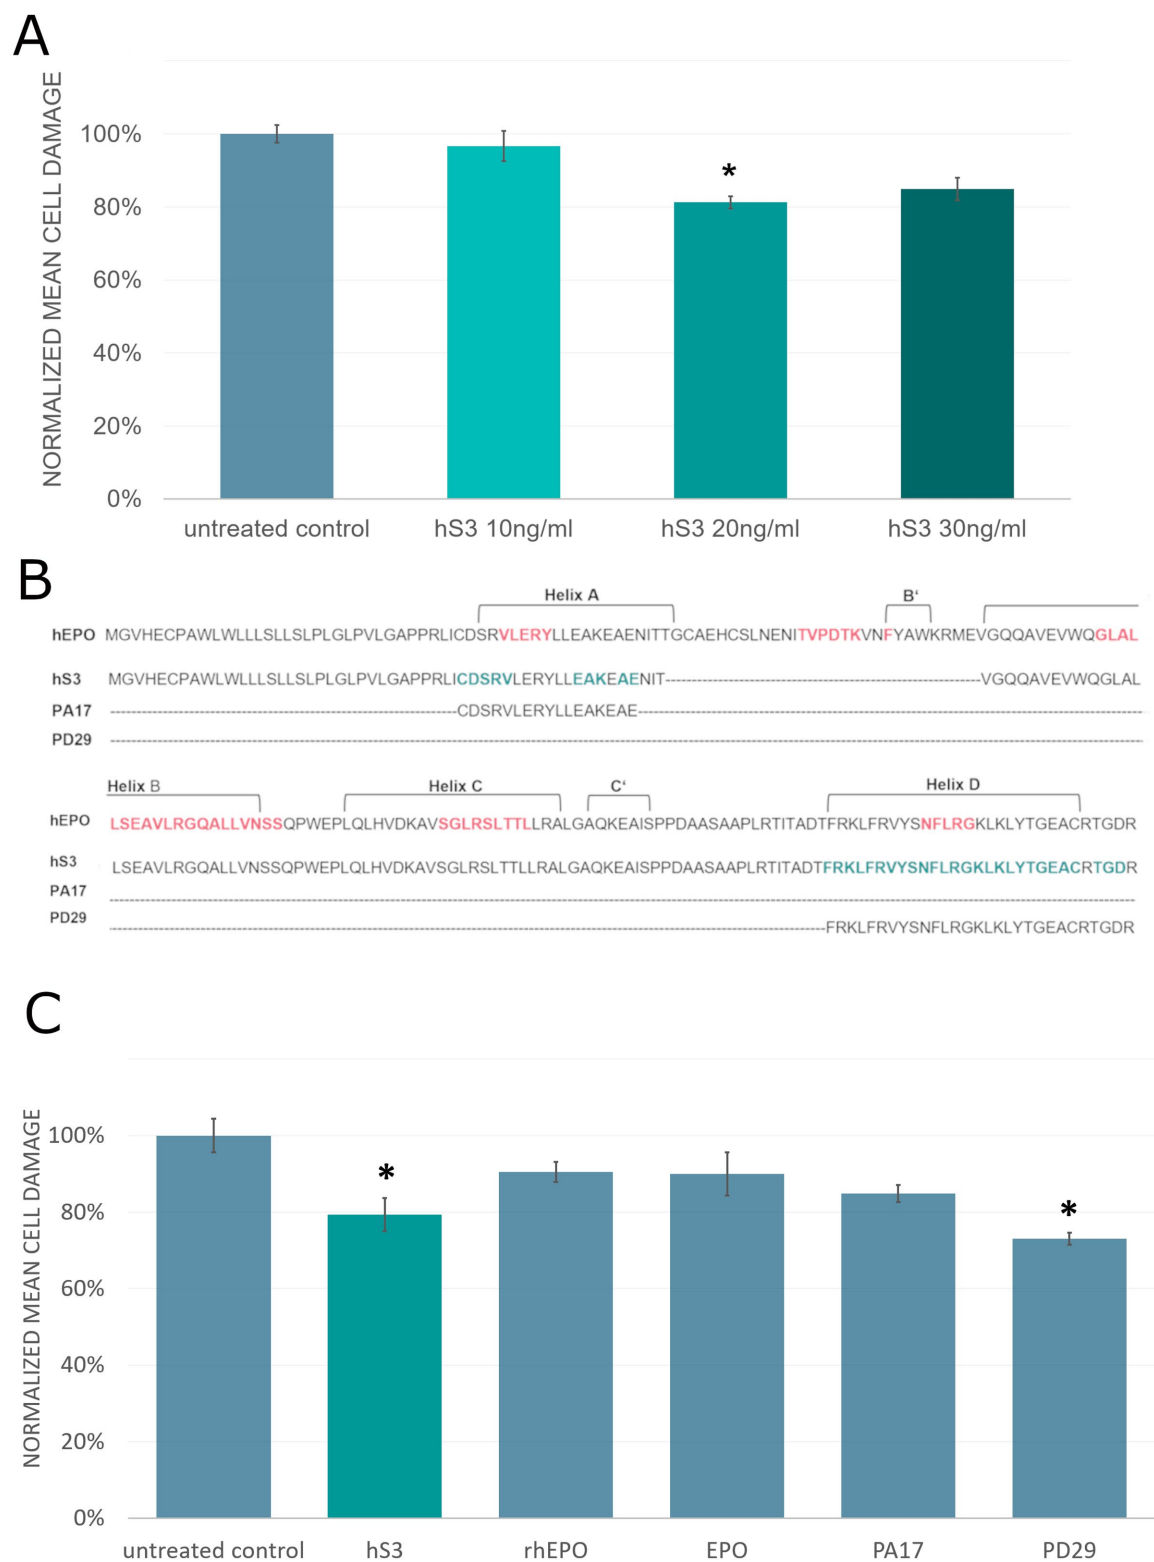 A
NORMALIZED MEAN CELL DAMAGE
100%
80%
60%
40%
20%
0%
*
untreated control hS3 10ng/ml hS3 20ng/ml hS3 30ng/ml
B
Helix A B‘
hEPO MGVHECPAWLWLLLSLLSLPLGLPVLGAPPRLICDSRVLERYLLEAKEAENITTGCAEHCSLNENITVPDTKVNFYAWKRMEVGQQAVEVWQGLAL
hS3 MGVHECPAWLWLLLSLLSLPLGLPVLGAPPRLICDSRVLERYLLEAKEAENIT------------------------------VGQQAVEVWQGLAL
PA17 ---------------------------------CDSRVLERYLLEAKEAE------------------------------------------------
PD29 --------------------------------------------------------------------------------------------------
Helix B Helix C C‘ Helix D
hEPO LSEAVLRGQALLVNSSQPWEPLQLHVDKAVSGLRSLTTLLRALGAQKEAISPPDAASAAPLRTITADTFRKLFRVYSNFLRGKLKLYTGEACRTGDR
hS3 LSEAVLRGQALLVNSSQPWEPLQLHVDKAVSGLRSLTTLLRALGAQKEAISPPDAASAAPLRTITADTFRKLFRVYSNFLRGKLKLYTGEACRTGDR
PA17 --------------------------------------------------------------------------------------------------
PD29 --------------------------------------------------------------------FRKLFRVYSNFLRGKLKLYTGEACRTGDR
C
NORMALIZED MEAN CELL DAMAGE
100%
80%
60%
40%
20%
0%
* *
untreated control hS3 rhEPO EPO PA17 PD29